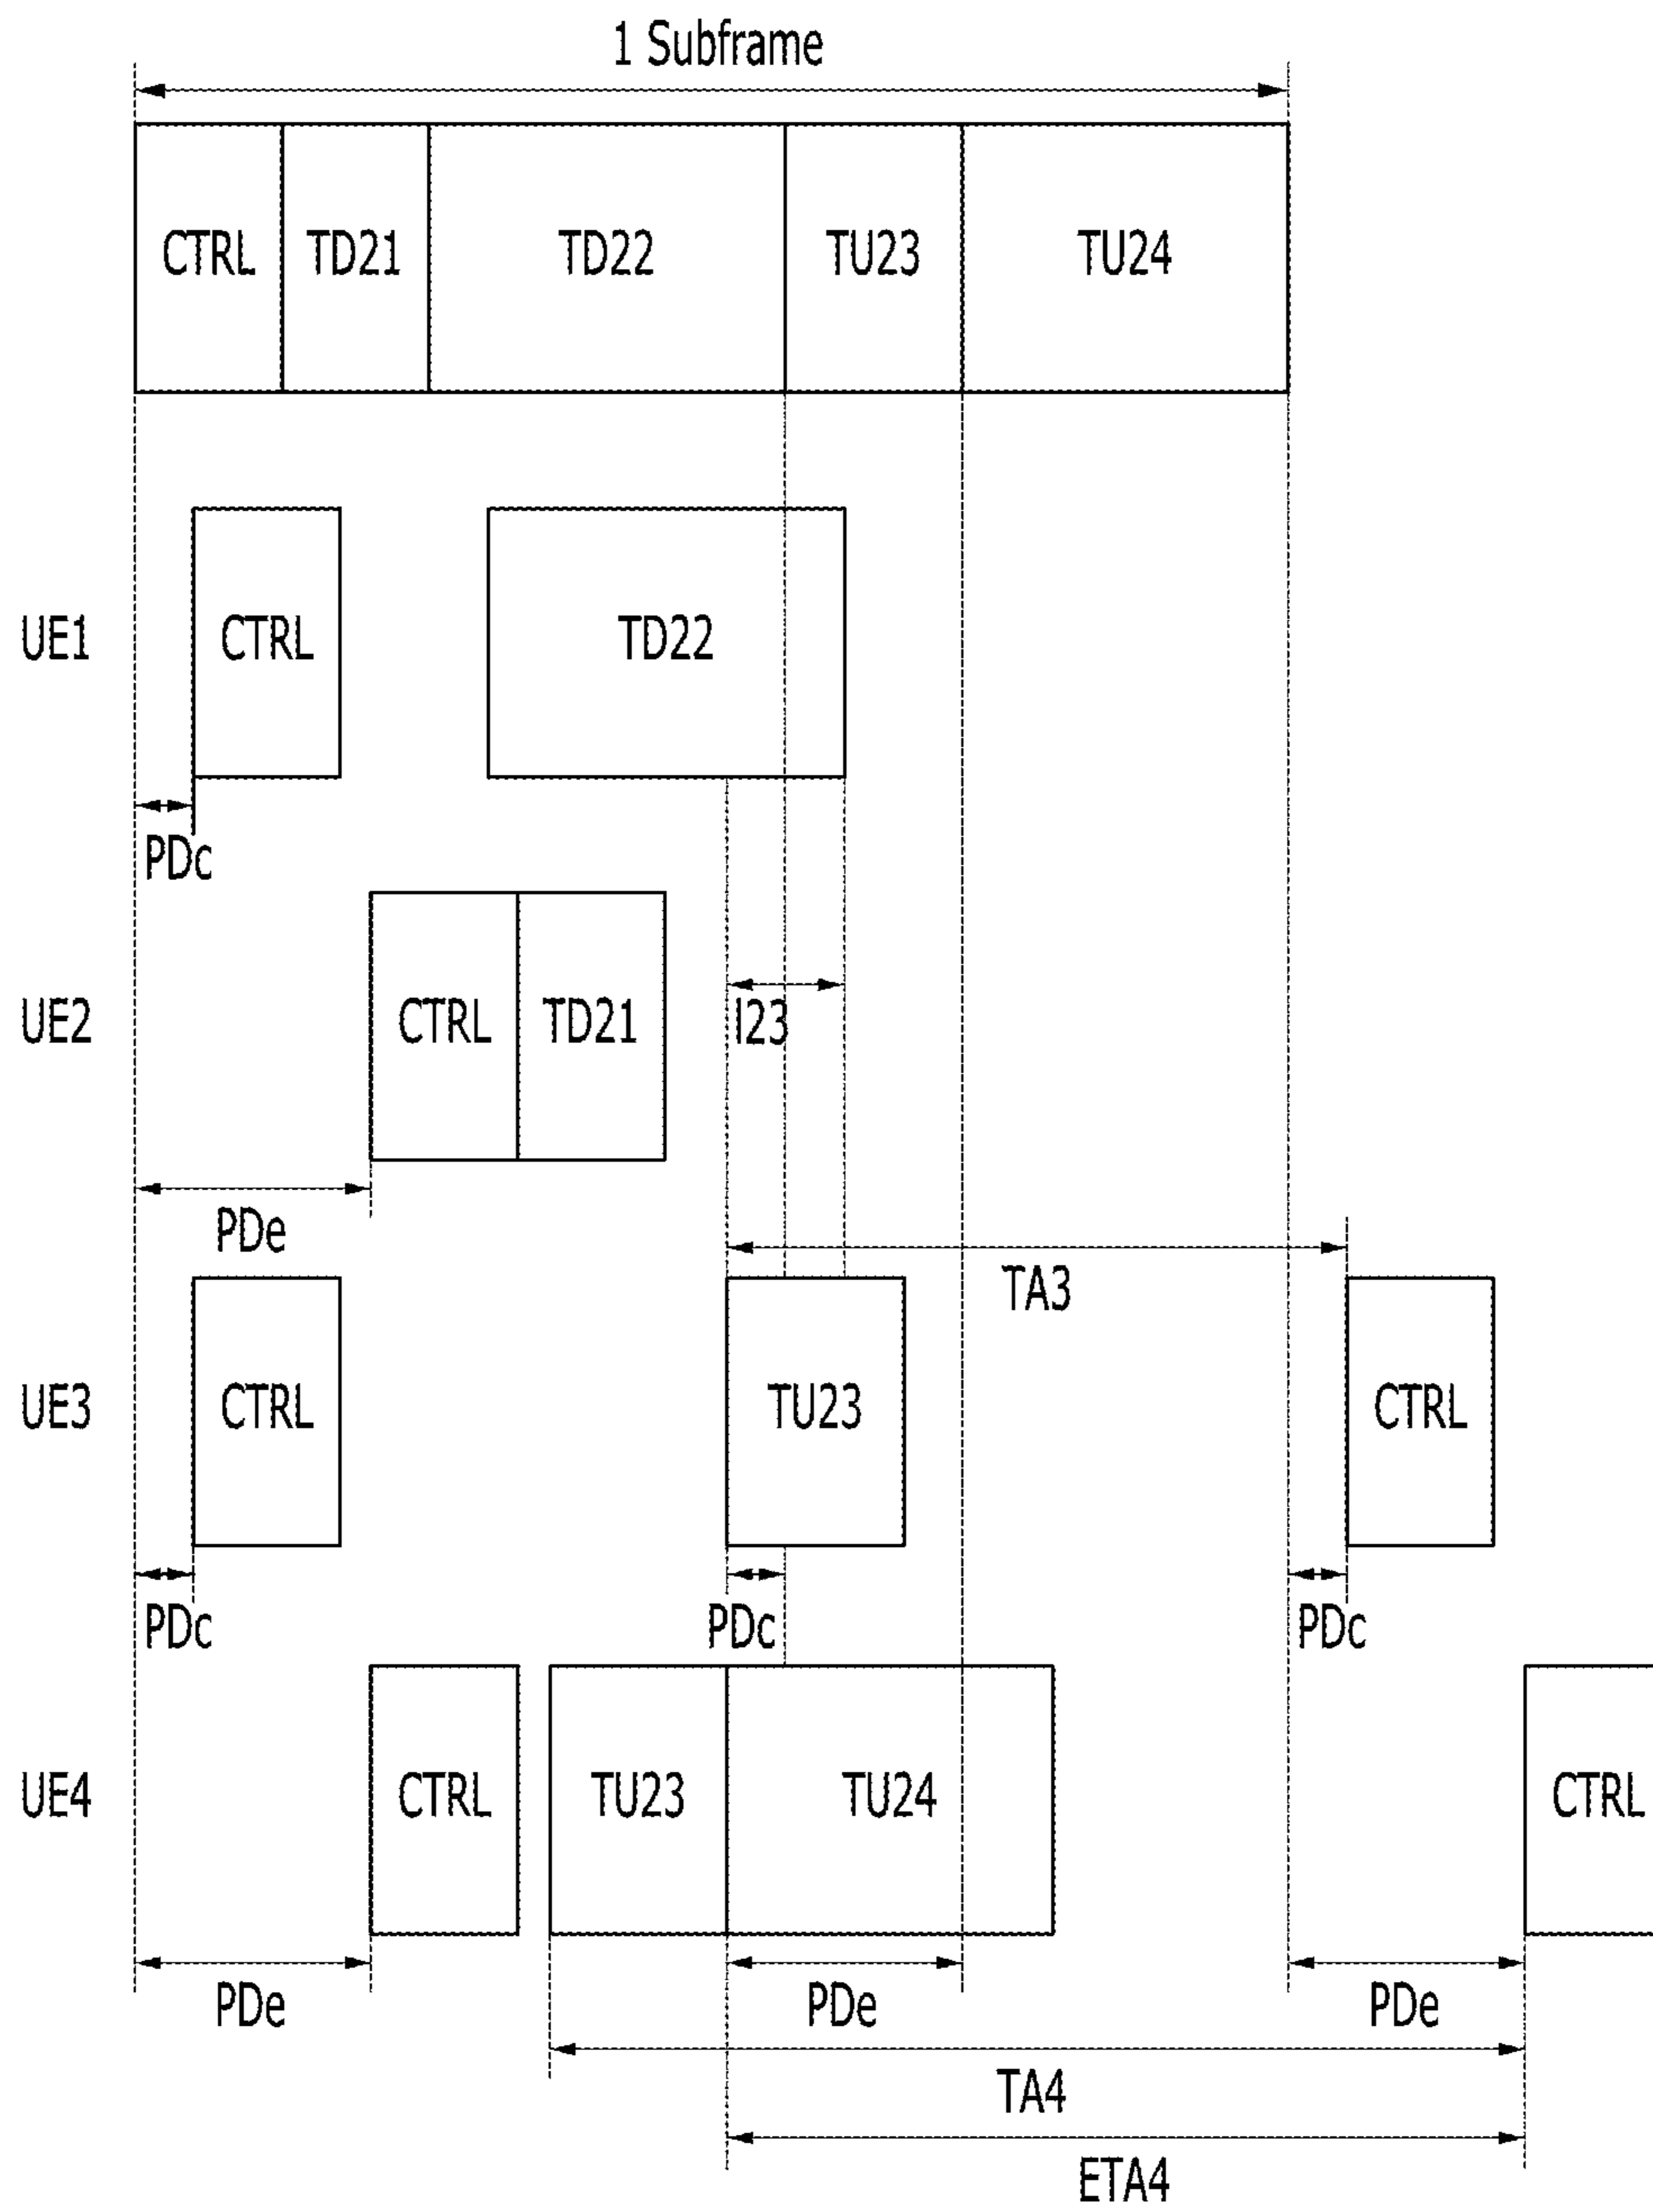 1 Subframe
CTRL TD21 TD22 TU23 TU24
UE1 CTRL TD22
PDc
UE2 CTRL TD21 I23
PDe
TA3
UE3 CTRL TU23 CTRL
PDc PDc PDc
UE4 CTRL TU23 TU24 CTRL
PDe PDe PDe
TA4
ETA4